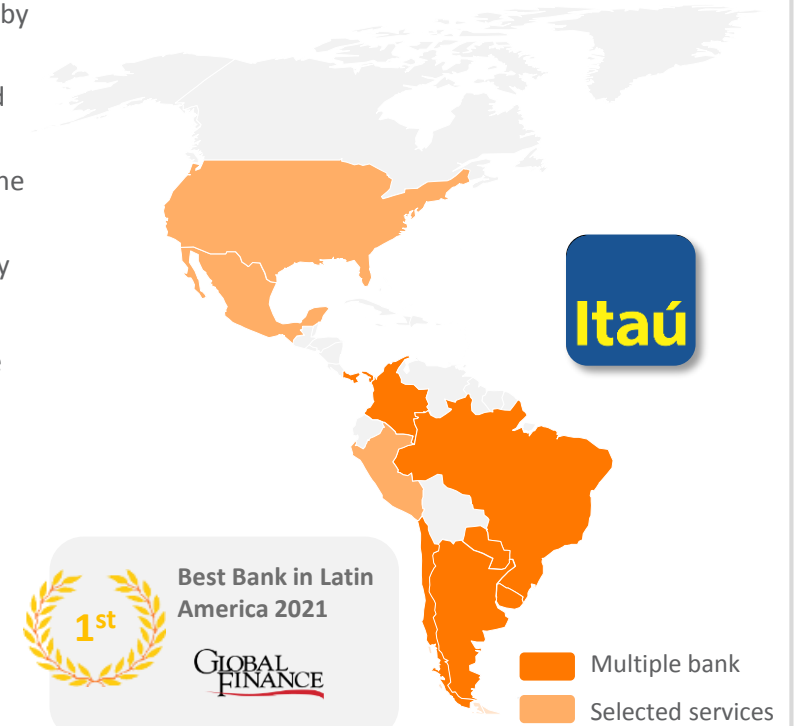 by
he
y
Itaú
1st
Best Bank in Latin
America 2021
GLOBAL
FINANCE
Multiple bank
Selected services